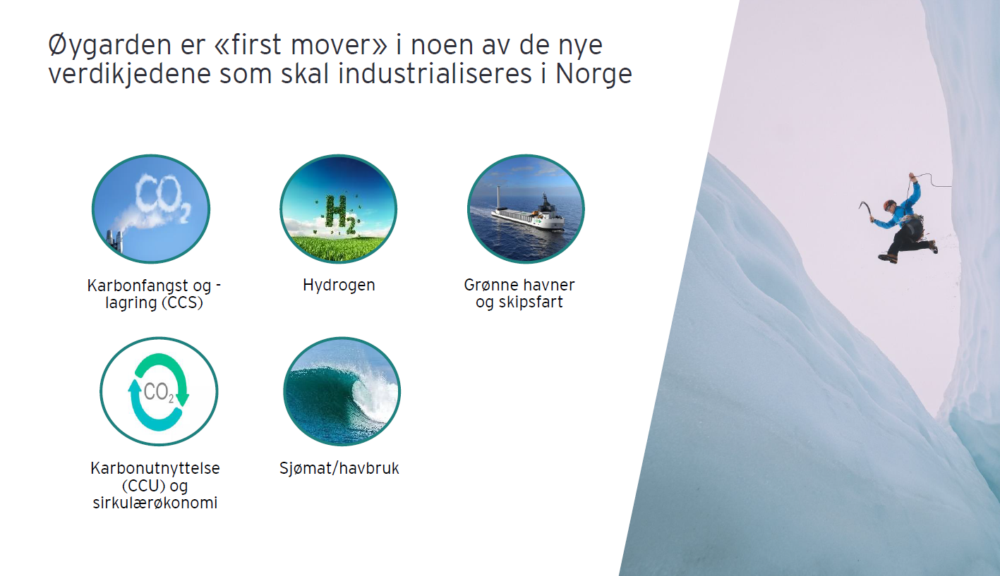 Øygarden er «first mover» i noen av de nye
verdikjedene som skal industrialiseres i Norge
CO2
H2
Karbonfangst og -
lagring (CCS)
Hydrogen
Grønne havner
og skipsfart
CO2
Karbonutnyttelse
(CCU) og
sirkulærøkonomi
Sjømat/havbruk